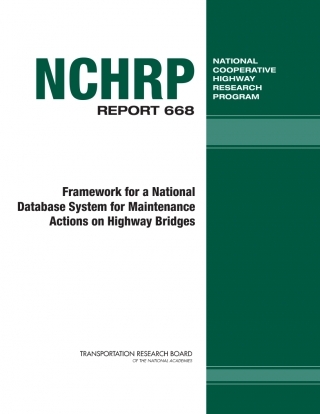 NCHRP
REPORT 668
NATIONAL
COOPERATIVE
HIGHWAY
RESEARCH
PROGRAM
Framework for a National
Database System for Maintenance
Actions on Highway Bridges
TRANSPORTATION RESEARCH BOARD
OF THE NATIONAL ACADEMIES